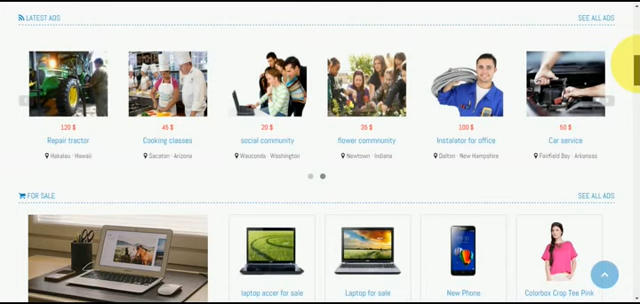 LATEST ADS
SEE ALL ADS
120 $
45 $
20 $
35 $
100 $
50 $
Repair tractor
Cooking classes
social community
flower community
Instalator for office
Car service
Hakalau - Hawaii
Sacaton - Arizona
Wauconda - Washington
Newtown - Indiana
Dalton - New Hampshire
Fairfield Bay - Arkansas
FOR SALE
SEE ALL ADS
laptop accer for sale
Laptop for sale
New Phone
Colorbox Crop Tee Pink